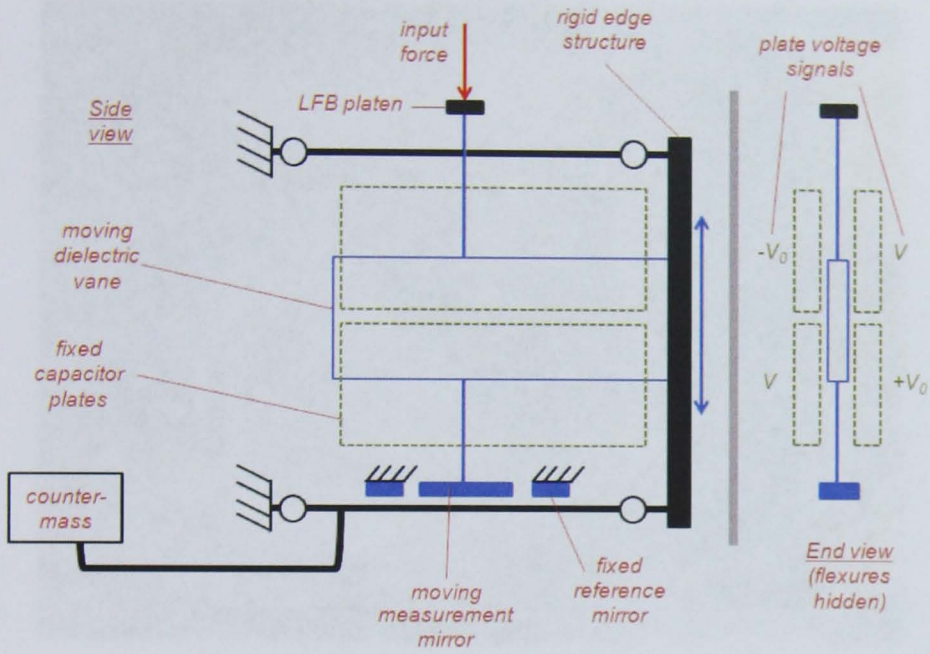 input
force
rigid edge
structure
plate voltage
signals
Side
view
LFB platen
moving
dielectric
vane
-V₀
V
fixed
capacitor
plates
V
+V₀
counter-
mass
moving
measurement
mirror
fixed
reference
mirror
End view
(flexures
hidden)